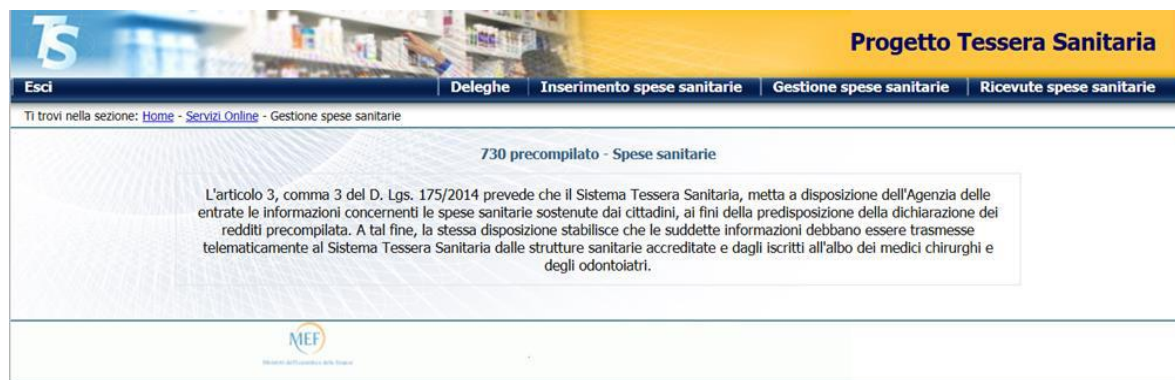 TS
Progetto Tessera Sanitaria
Esci
Deleghe
Inserimento spese sanitarie
Gestione spese sanitarie
Ricevute spese sanitarie
Ti trovi nella sezione: Home - Servizi Online - Gestione spese sanitarie
730 precompilato - Spese sanitarie
L'articolo 3, comma 3 del D. Lgs. 175/2014 prevede che il Sistema Tessera Sanitaria, metta a disposizione dell'Agenzia delle
entrate le informazioni concernenti le spese sanitarie sostenute dai cittadini, ai fini della predisposizione della dichiarazione dei
redditi precompilata. A tal fine, la stessa disposizione stabilisce che le suddette informazioni debbano essere trasmesse
telematicamente al Sistema Tessera Sanitaria dalle strutture sanitarie accreditate e dagli iscritti all'albo dei medici chirurghi e
degli odontoiatri.
MEF